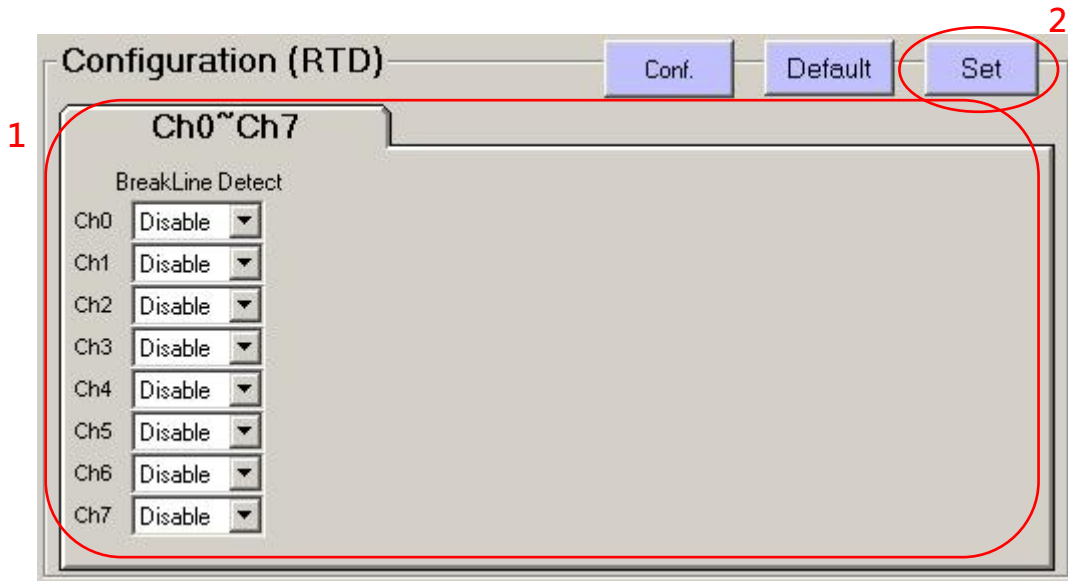 2
Configuration (RTD) Conf. Default Set
1
Ch0~Ch7
BreakLine Detect
Ch0 Disable
Ch1 Disable
Ch2 Disable
Ch3 Disable
Ch4 Disable
Ch5 Disable
Ch6 Disable
Ch7 Disable